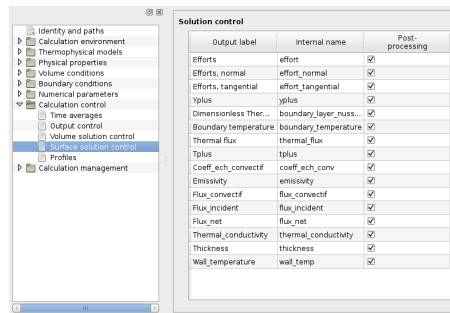 Identity and paths
Calculation environment
Thermophysical models
Physical properties
Volume conditions
Boundary conditions
Numerical parameters
Calculation control
Time averages
Output control
Volume solution control
Surface solution control
Profiles
Calculation management
Solution control
Output label Internal name Post-processing
Efforts effort
Efforts, normal effort_normal
Efforts, tangential effort_tangential
Yplus yplus
Dimensionless Ther... boundary_layer_nuss...
Boundary temperature boundary_temperature
Thermal flux thermal_flux
Tplus tplus
Coeff_ech_convectif coeff_ech_conv
Emissivity emissivity
Flux_convectif flux_convectif
Flux_incident flux_incident
Flux_net flux_net
Thermal_conductivity thermal_conductivity
Thickness thickness
Wall_temperature wall_temp